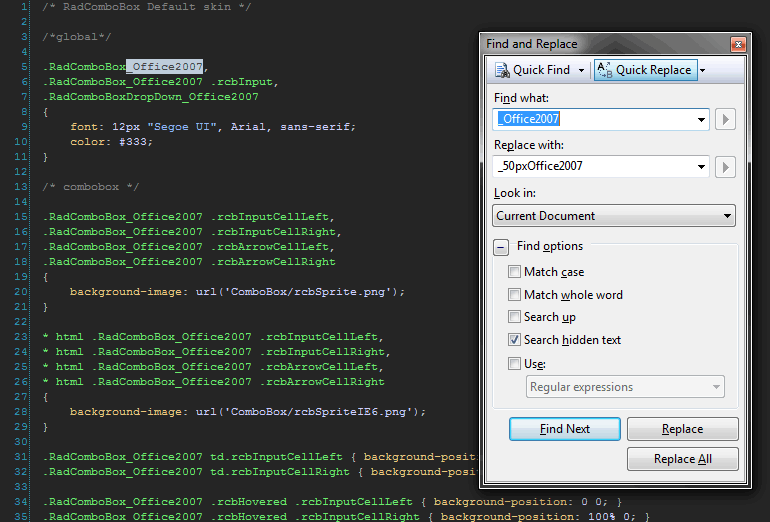 1 /* RadComboBox Default skin */
2
3 /*global*/
4
5 .RadComboBox_Office2007,
6 .RadComboBox_Office2007 .rcbInput,
7 .RadComboBoxDropDown_Office2007
8 {
9 font: 12px "Segoe UI", Arial, sans-serif;
10 color: #333;
11 }
12
13 /* combobox */
14
15 .RadComboBox_Office2007 .rcbInputCellLeft,
16 .RadComboBox_Office2007 .rcbInputCellRight,
17 .RadComboBox_Office2007 .rcbArrowCellLeft,
18 .RadComboBox_Office2007 .rcbArrowCellRight
19 {
20 background-image: url('ComboBox/rcbSprite.png');
21 }
22
23 * html .RadComboBox_Office2007 .rcbInputCellLeft,
24 * html .RadComboBox_Office2007 .rcbInputCellRight,
25 * html .RadComboBox_Office2007 .rcbArrowCellLeft,
26 * html .RadComboBox_Office2007 .rcbArrowCellRight
27 {
28 background-image: url('ComboBox/rcbSpriteIE6.png');
29 }
30
31 .RadComboBox_Office2007 td.rcbInputCellLeft { background-posit
32 .RadComboBox_Office2007 td.rcbInputCellRight { background-posi
33
34 .RadComboBox_Office2007 .rcbHovered .rcbInputCellLeft { background-position: 0 0; }
35 .RadComboBox_Office2007 .rcbHovered .rcbInputCellRight { background-position: 100% 0; }
Find and Replace
Quick Find Quick Replace
Find what:
_Office2007
Replace with:
_50pxOffice2007
Look in:
Current Document
Find options
Match case
Match whole word
Search up
Search hidden text
Use:
Regular expressions
Find Next Replace
Replace All